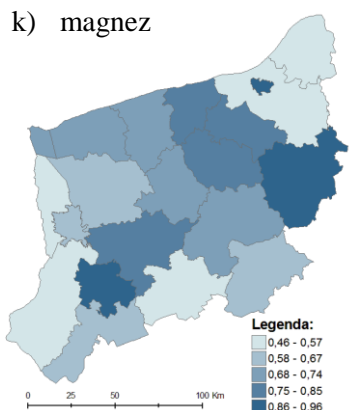 k) magnez
Legenda:
0,46 - 0,57
0,58 - 0,67
0,68 - 0,74
0,75 - 0,85
0,86 - 0,96
0 25 50 100 Km